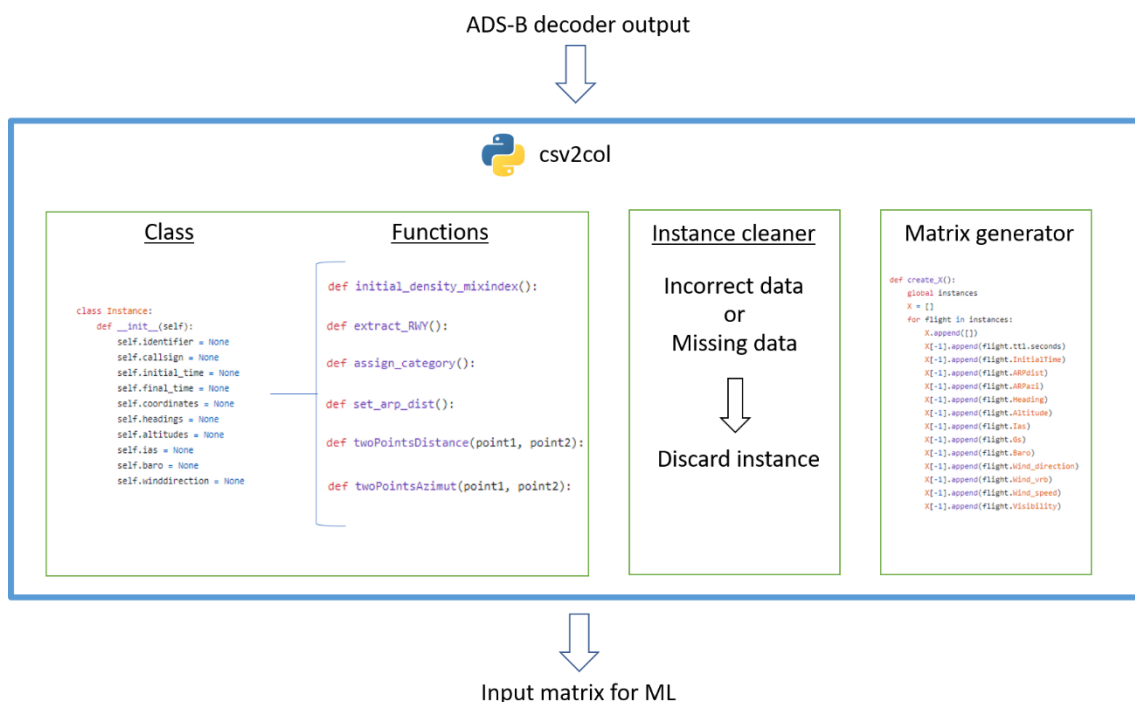 ADS-B decoder output
csv2col
Class
class Instance:
def __init__(self):
self.identifier = None
self.callsign = None
self.initial_time = None
self.final_time = None
self.coordinates = None
self.headings = None
self.altitudes = None
self.ias = None
self.baro = None
self.winddirection = None
Functions
def initial_density_mixindex():
def extract_RWY():
def assign_category():
def set_arp_dist():
def twoPointsDistance(point1, point2):
def twoPointsAzimut(point1, point2):
Instance cleaner
Incorrect data
or
Missing data
Discard instance
Matrix generator
def create_X():
global instances
X = []
for flight in instances:
X.append([])
X[-1].append(flight.ttl.seconds)
X[-1].append(flight.InitialTime)
X[-1].append(flight.ARPdist)
X[-1].append(flight.ARPazi)
X[-1].append(flight.Heading)
X[-1].append(flight.Altitude)
X[-1].append(flight.Ias)
X[-1].append(flight.Gs)
X[-1].append(flight.Baro)
X[-1].append(flight.Wind_direction)
X[-1].append(flight.Wind_vrb)
X[-1].append(flight.Wind_speed)
X[-1].append(flight.Visibility)
Input matrix for ML